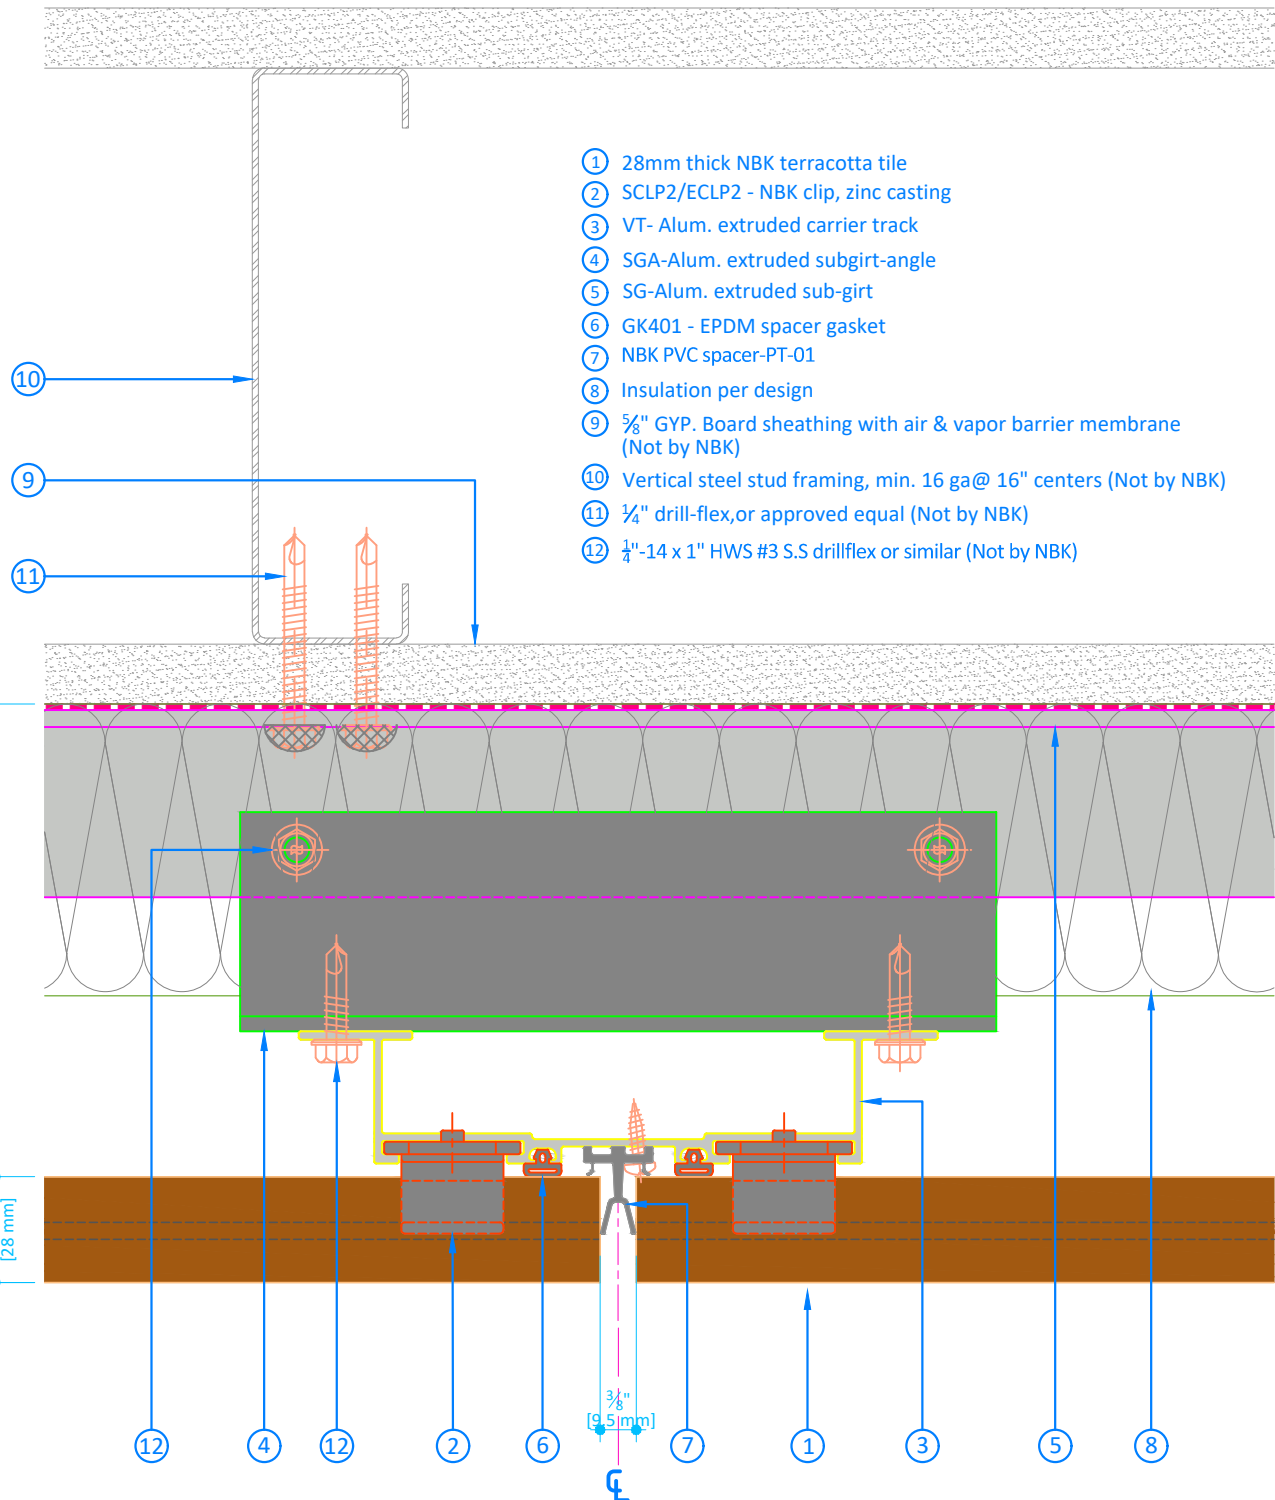 1 28mm thick NBK terracotta tile
2 SCLP2/ECLP2 - NBK clip, zinc casting
3 VT- Alum. extruded carrier track
4 SGA-Alum. extruded subgirt-angle
5 SG-Alum. extruded sub-girt
6 GK401 - EPDM spacer gasket
7 NBK PVC spacer-PT-01
8 Insulation per design
9 5/8" GYP. Board sheathing with air & vapor barrier membrane
(Not by NBK)
10 Vertical steel stud framing, min. 16 ga@ 16" centers (Not by NBK)
11 1/4" drill-flex,or approved equal (Not by NBK)
12 1/4"-14 x 1" HWS #3 S.S drillflex or similar (Not by NBK)
10
9
11
[28 mm]
3/8"
[9.5 mm]
12 4 12 2 6 7 1 3 5 8
℄